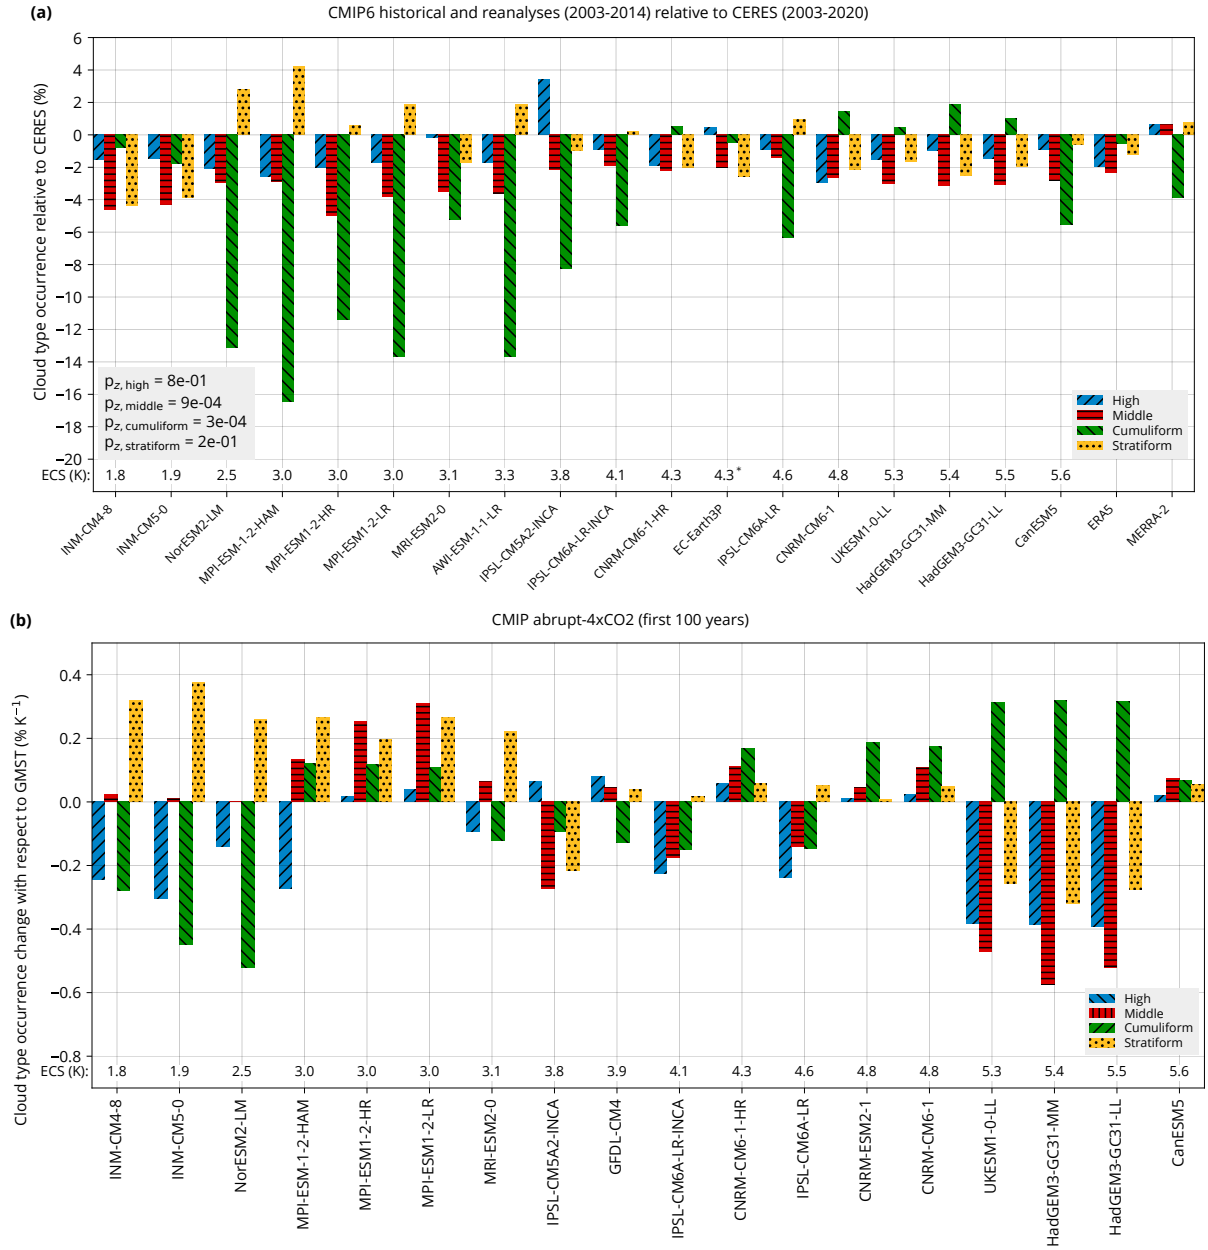 (a)
CMIP6 historical and reanalyses (2003-2014) relative to CERES (2003-2020)
Cloud type occurrence relative to CERES (%)
6
4
2
0
−2
−4
−6
−8
−10
−12
−14
−16
−18
−20
p_z, high = 8e-01
p_z, middle = 9e-04
p_z, cumuliform = 3e-04
p_z, stratiform = 2e-01
High
Middle
Cumuliform
Stratiform
ECS (K): 1.8 1.9 2.5 3.0 3.0 3.0 3.1 3.3 3.8 4.1 4.3 4.3* 4.6 4.8 5.3 5.4 5.5 5.6
INM-CM4-8
INM-CM5-0
NorESM2-LM
MPI-ESM-1-2-HAM
MPI-ESM1-2-HR
MPI-ESM1-2-LR
MRI-ESM2-0
AWI-ESM-1-1-LR
IPSL-CM5A2-INCA
IPSL-CM6A-LR-INCA
CNRM-CM6-1-HR
EC-Earth3P
IPSL-CM6A-LR
CNRM-CM6-1
UKESM1-0-LL
HadGEM3-GC31-MM
HadGEM3-GC31-LL
CanESM5
ERA5
MERRA-2
(b)
CMIP abrupt-4xCO2 (first 100 years)
Cloud type occurrence change with respect to GMST (% K⁻¹)
0.4
0.2
0.0
−0.2
−0.4
−0.6
−0.8
High
Middle
Cumuliform
Stratiform
ECS (K): 1.8 1.9 2.5 3.0 3.0 3.0 3.1 3.8 3.9 4.1 4.3 4.6 4.8 4.8 5.3 5.4 5.5 5.6
INM-CM4-8
INM-CM5-0
NorESM2-LM
MPI-ESM-1-2-HAM
MPI-ESM1-2-HR
MPI-ESM1-2-LR
MRI-ESM2-0
IPSL-CM5A2-INCA
GFDL-CM4
IPSL-CM6A-LR-INCA
CNRM-CM6-1-HR
IPSL-CM6A-LR
CNRM-ESM2-1
CNRM-CM6-1
UKESM1-0-LL
HadGEM3-GC31-MM
HadGEM3-GC31-LL
CanESM5